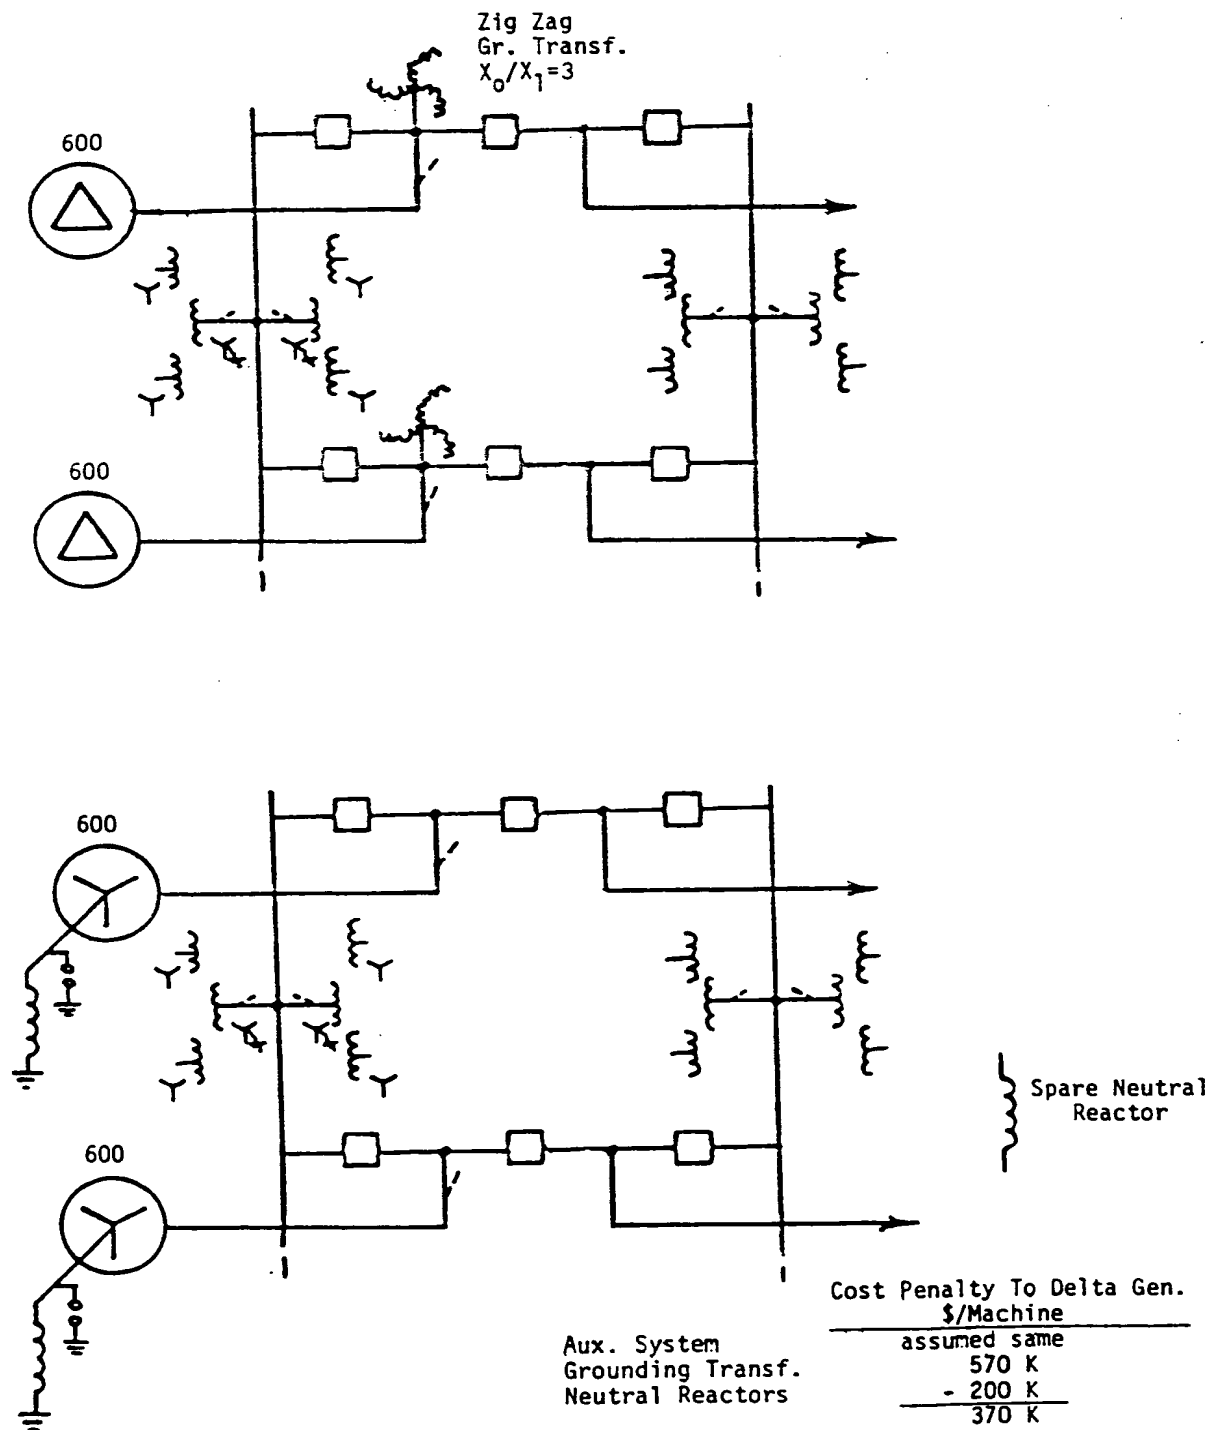 Zig Zag
Gr. Transf.
X₀/X₁=3
600
600
600
600
Spare Neutral
Reactor
Cost Penalty To Delta Gen.
$/Machine
Aux. System assumed same
Grounding Transf. 570 K
Neutral Reactors - 200 K
370 K